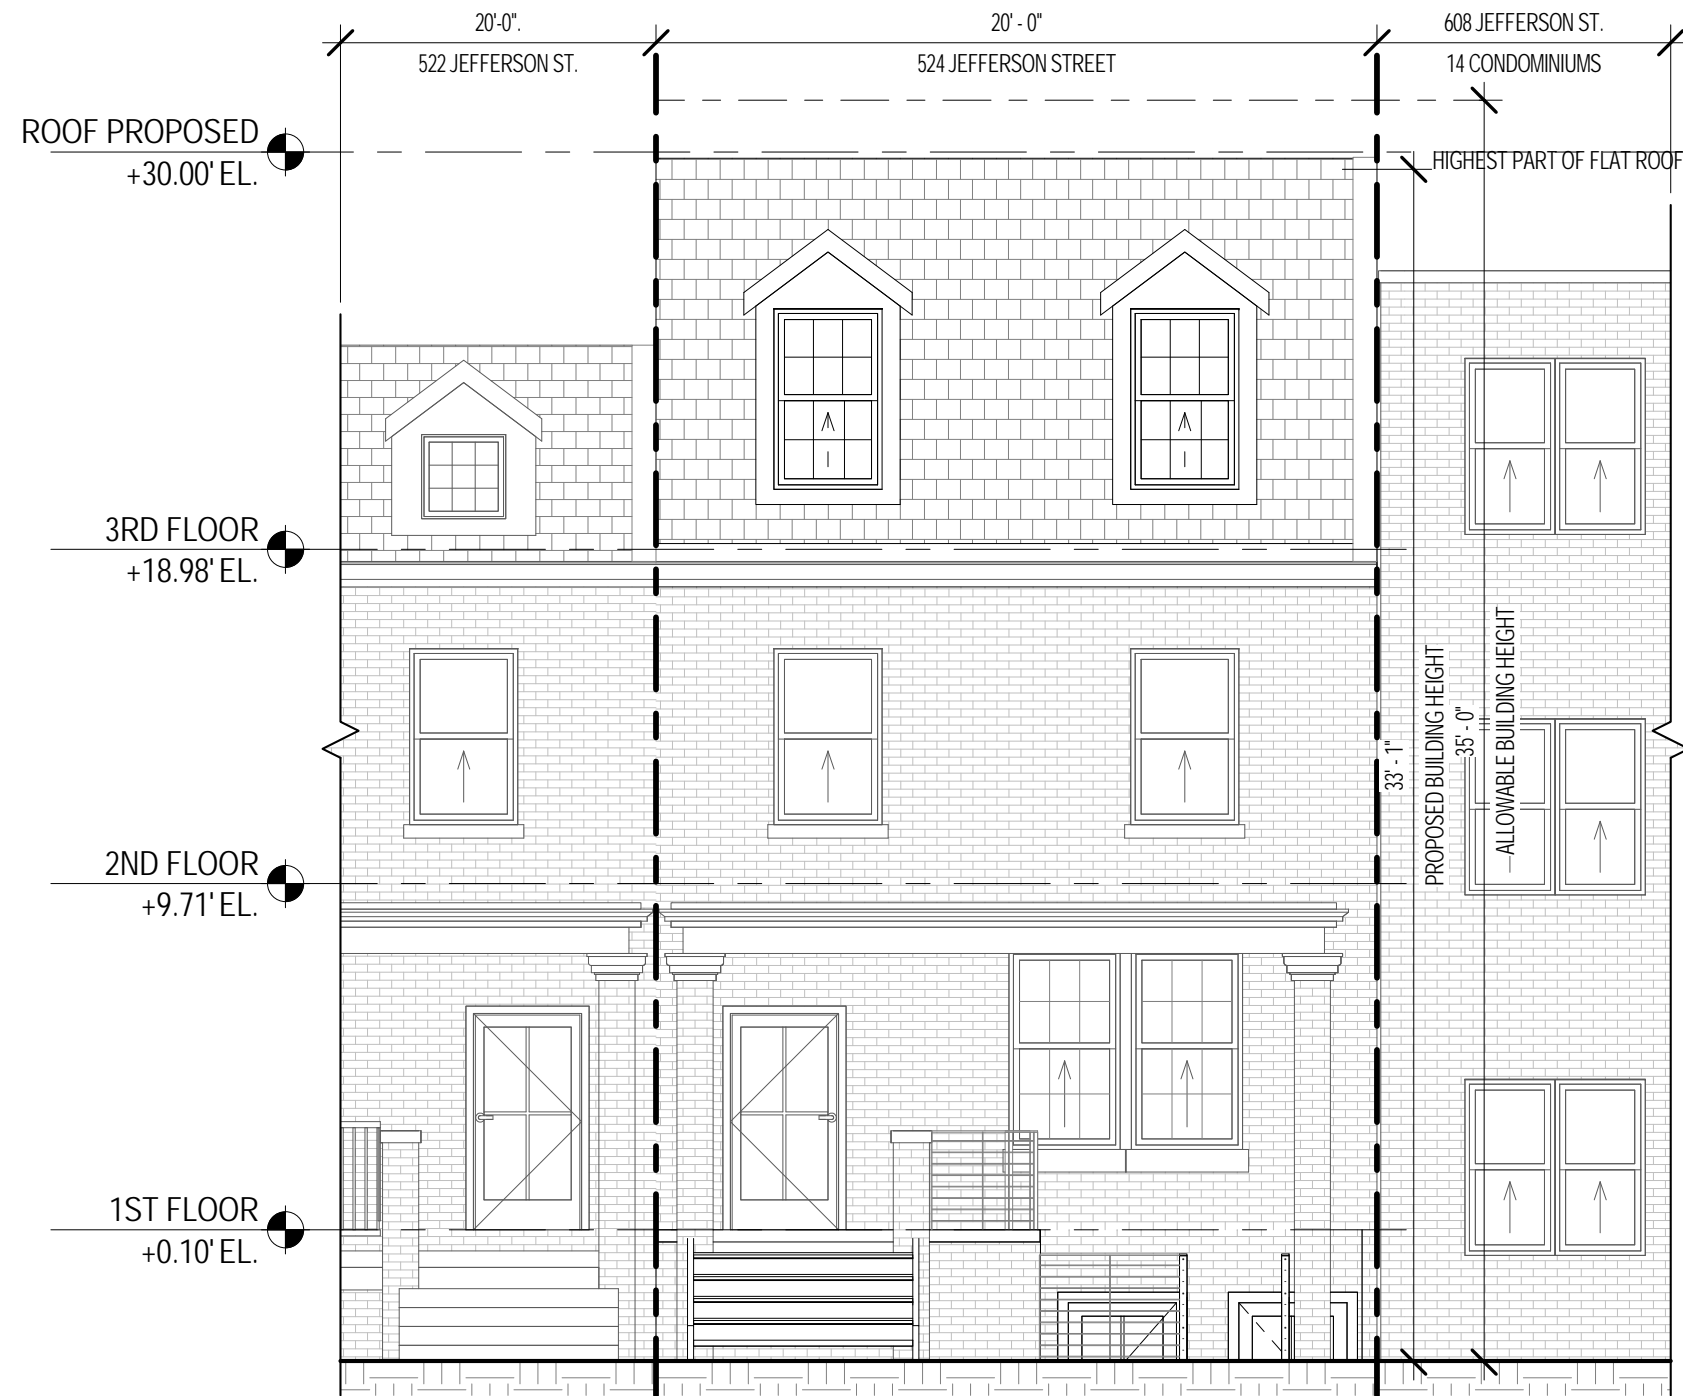 20'-0".
20' - 0"
608 JEFFERSON ST.
522 JEFFERSON ST.
524 JEFFERSON STREET
14 CONDOMINIUMS
ROOF PROPOSED
+30.00' EL.
HIGHEST PART OF FLAT ROOF
3RD FLOOR
+18.98' EL.
33' - 1"
PROPOSED BUILDING HEIGHT
35' - 0"
ALLOWABLE BUILDING HEIGHT
2ND FLOOR
+9.71' EL.
1ST FLOOR
+0.10' EL.